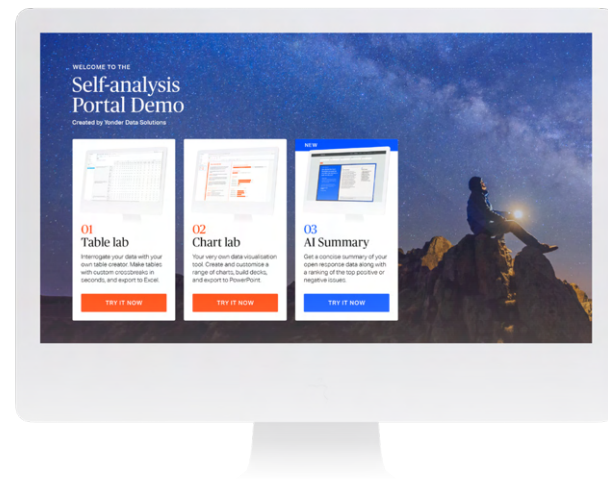 WELCOME TO THE
Self-analysis
Portal Demo
Created by Yonder Data Solutions
01
Table lab
Interrogate your data with your
own table creator. Make tables
with custom crossbreaks in
seconds, and export to Excel.
TRY IT NOW
02
Chart lab
Your very own data visualisation
tool. Create and customise a
range of charts, build decks,
and export to PowerPoint.
TRY IT NOW
NEW
03
AI Summary
Get a concise summary of your
open response data along with
a ranking of the top positive or
negative issues.
TRY IT NOW